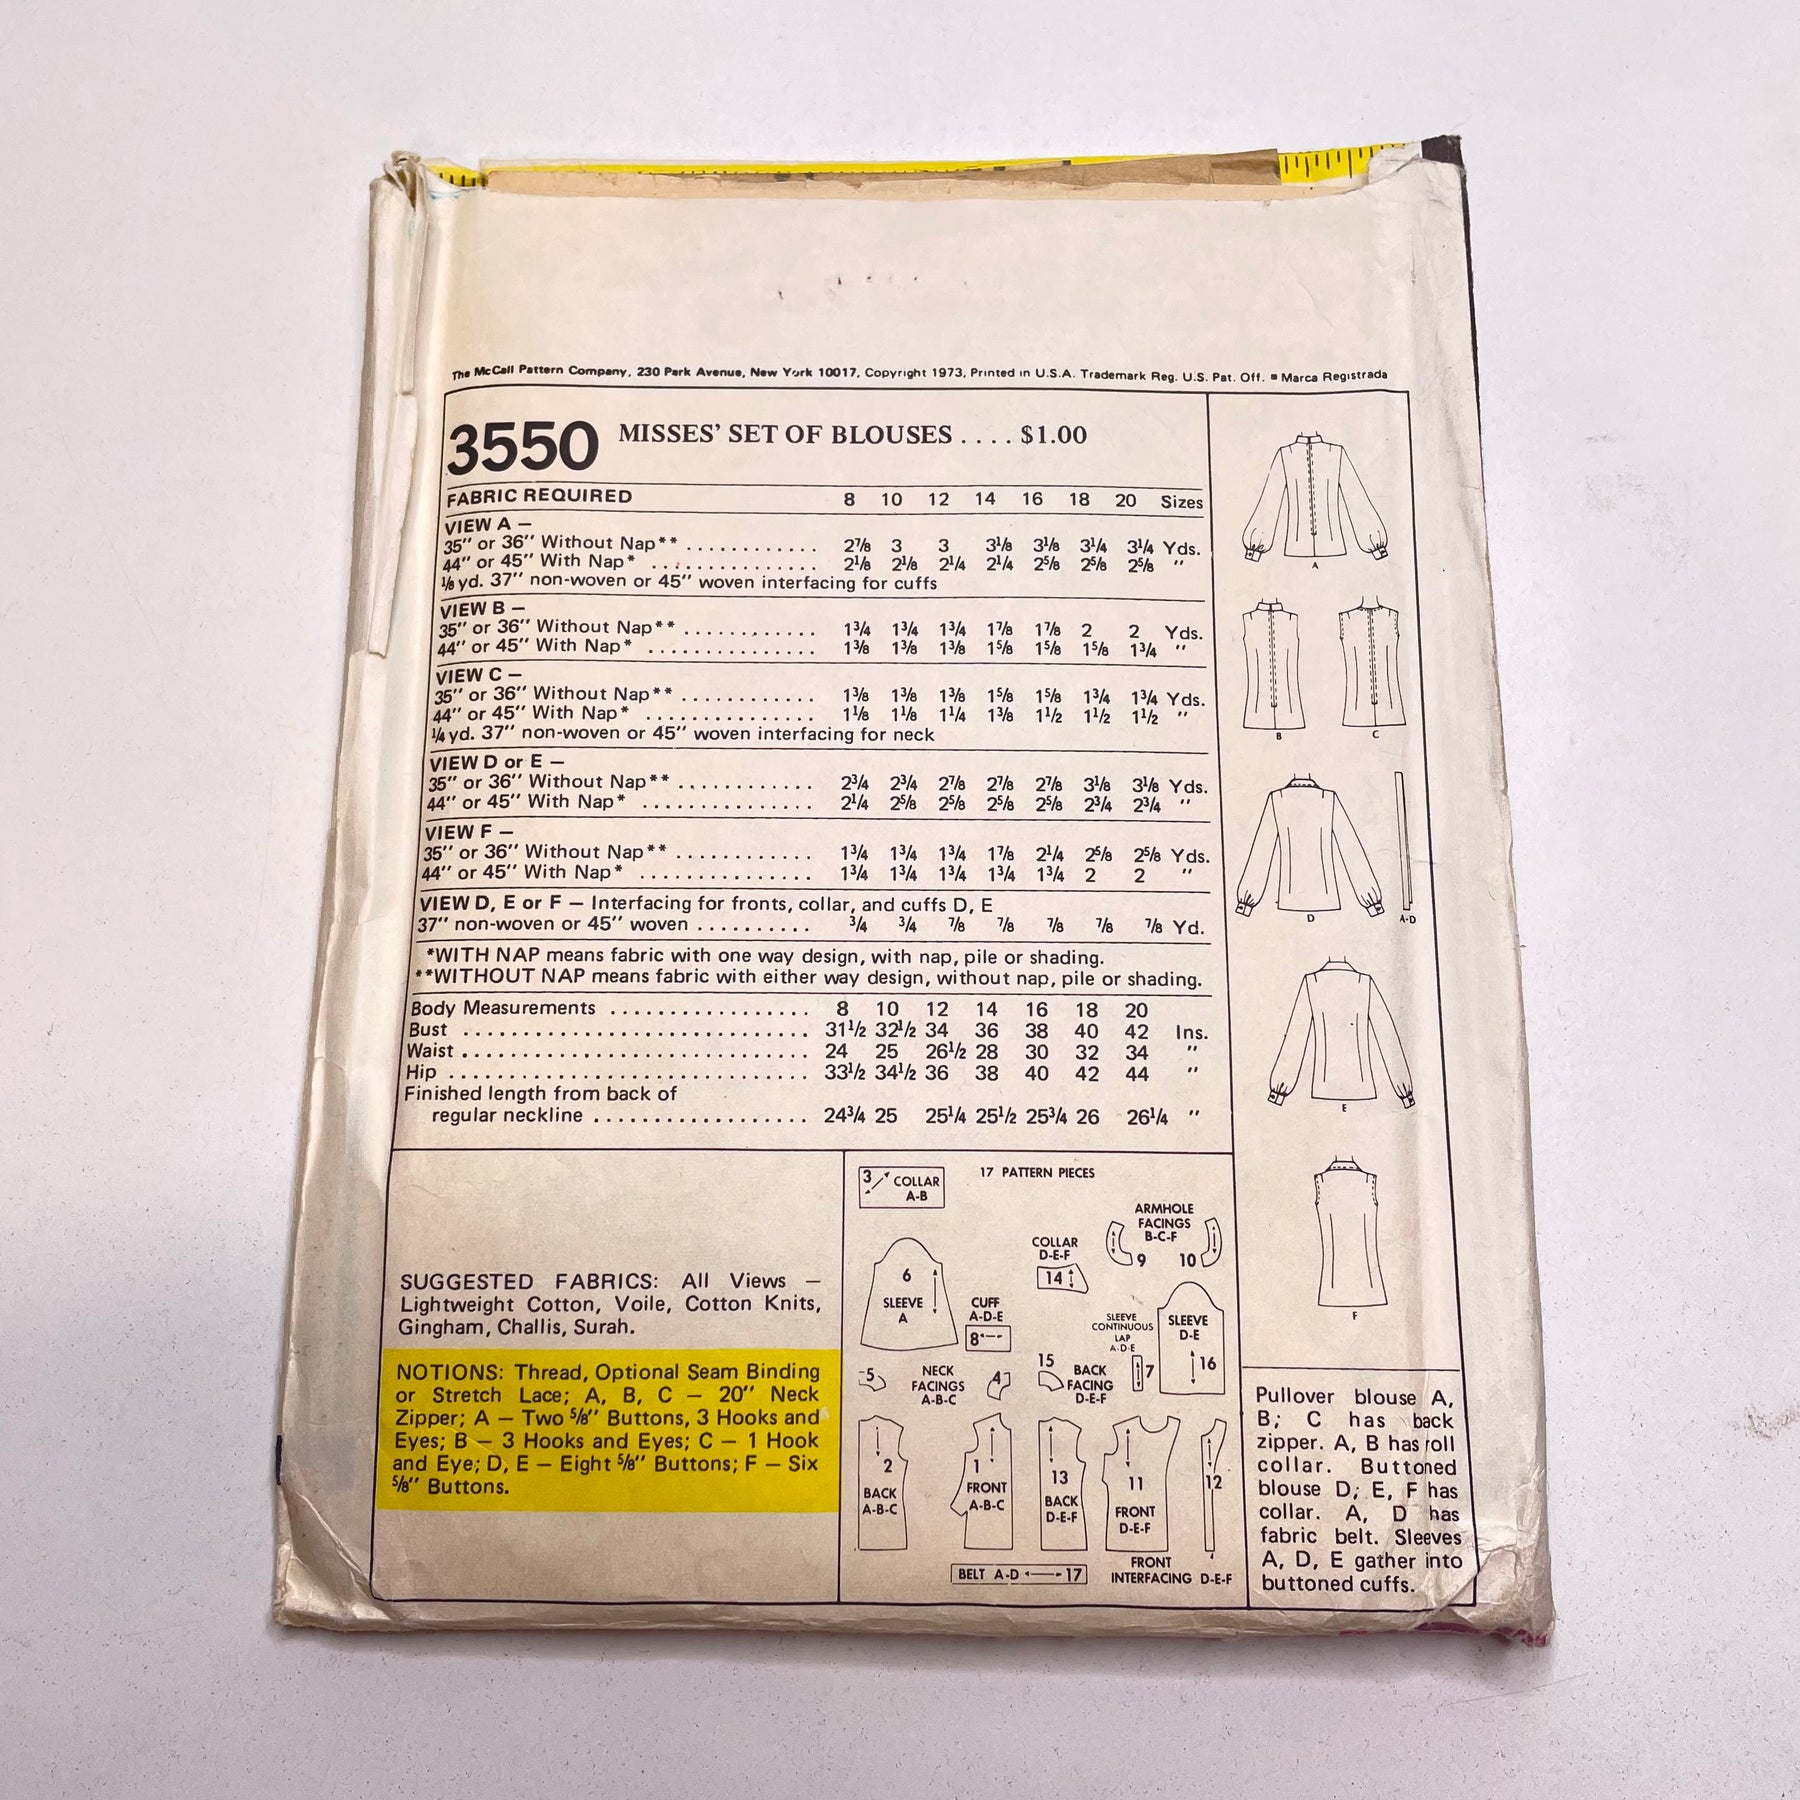 The McCall Pattern Company, 230 Park Avenue, New York 10017, Copyright 1973, Printed in U.S.A. Trademark Reg. U.S. Pat. Off. ■ Marca Registrada
3550 MISSES' SET OF BLOUSES .... $1.00
FABRIC REQUIRED 8 10 12 14 16 18 20 Sizes
VIEW A –
35" or 36" Without Nap** ............ 2⅞ 3 3 3⅛ 3⅛ 3¼ 3¼ Yds.
44" or 45" With Nap* ............... 2⅛ 2⅛ 2¼ 2¼ 2⅝ 2⅝ 2⅝ "
⅛ yd. 37" non-woven or 45" woven interfacing for cuffs
VIEW B –
35" or 36" Without Nap** ............ 1¾ 1¾ 1¾ 1⅞ 1⅞ 2 2 Yds.
44" or 45" With Nap* ............... 1⅜ 1⅜ 1⅜ 1⅝ 1⅝ 1⅝ 1¾ "
VIEW C –
35" or 36" Without Nap** ............ 1⅜ 1⅜ 1⅜ 1⅝ 1⅝ 1¾ 1¾ Yds.
44" or 45" With Nap* ............... 1⅛ 1⅛ 1¼ 1⅜ 1½ 1½ 1½ "
¼ yd. 37" non-woven or 45" woven interfacing for neck
VIEW D or E –
35" or 36" Without Nap** ............ 2¾ 2¾ 2⅞ 2⅞ 2⅞ 3⅛ 3⅛ Yds.
44" or 45" With Nap* ............... 2¼ 2⅝ 2⅝ 2⅝ 2⅝ 2¾ 2¾ "
VIEW F –
35" or 36" Without Nap** ............ 1¾ 1¾ 1¾ 1⅞ 2¼ 2⅝ 2⅝ Yds.
44" or 45" With Nap* ............... 1¾ 1¾ 1¾ 1¾ 1¾ 2 2 "
VIEW D, E or F – Interfacing for fronts, collar, and cuffs D, E
37" non-woven or 45" woven .......... ¾ ¾ ⅞ ⅞ ⅞ ⅞ ⅞ Yd.
*WITH NAP means fabric with one way design, with nap, pile or shading.
**WITHOUT NAP means fabric with either way design, without nap, pile or shading.
Body Measurements ................. 8 10 12 14 16 18 20
Bust ............................. 31½ 32½ 34 36 38 40 42 Ins.
Waist ............................. 24 25 26½ 28 30 32 34 "
Hip .............................. 33½ 34½ 36 38 40 42 44 "
Finished length from back of
regular neckline .................. 24¾ 25 25¼ 25½ 25¾ 26 26¼ "
A
B C
D A-D
E
F
SUGGESTED FABRICS: All Views –
Lightweight Cotton, Voile, Cotton Knits,
Gingham, Challis, Surah.
NOTIONS: Thread, Optional Seam Binding
or Stretch Lace; A, B, C – 20" Neck
Zipper; A – Two ⅝" Buttons, 3 Hooks and
Eyes; B – 3 Hooks and Eyes; C – 1 Hook
and Eye; D, E – Eight ⅝" Buttons; F – Six
⅝" Buttons.
17 PATTERN PIECES
3 COLLAR
A-B
ARMHOLE
FACINGS
B-C-F
9 10
COLLAR
D-E-F
14
6
SLEEVE
A
CUFF
A-D-E
8
SLEEVE
CONTINUOUS
LAP
A-D-E
7
SLEEVE
D-E
16
5 NECK
FACINGS
A-B-C
4
15 BACK
FACING
D-E-F
2
BACK
A-B-C
1
FRONT
A-B-C
13
BACK
D-E-F
11
FRONT
D-E-F
12
FRONT
INTERFACING D-E-F
BELT A-D 17
Pullover blouse A,
B; C has back
zipper. A, B has roll
collar. Buttoned
blouse D; E, F has
collar. A, D has
fabric belt. Sleeves
A, D, E gather into
buttoned cuffs.